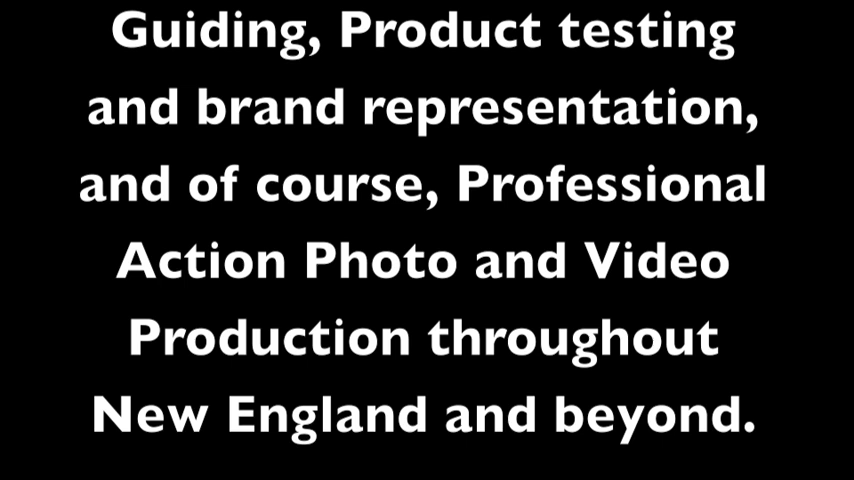 Guiding, Product testing
and brand representation,
and of course, Professional
Action Photo and Video
Production throughout
New England and beyond.